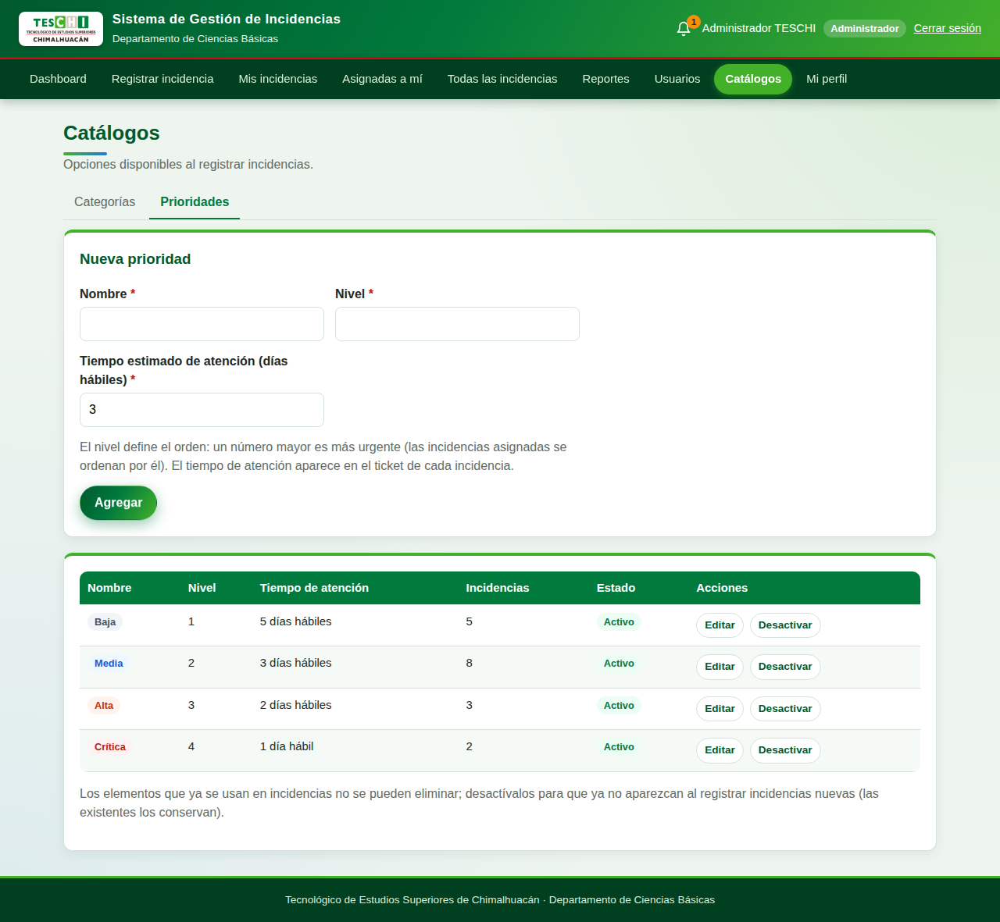 TESCHI
TECNOLÓGICO DE ESTUDIOS SUPERIORES
CHIMALHUACÁN
Sistema de Gestión de Incidencias
Departamento de Ciencias Básicas
1
Administrador TESCHI Administrador Cerrar sesión
Dashboard Registrar incidencia Mis incidencias Asignadas a mí Todas las incidencias Reportes Usuarios Catálogos Mi perfil
Catálogos
Opciones disponibles al registrar incidencias.
Categorías Prioridades
Nueva prioridad
Nombre * Nivel *
Tiempo estimado de atención (días
hábiles) *
3
El nivel define el orden: un número mayor es más urgente (las incidencias asignadas se
ordenan por él). El tiempo de atención aparece en el ticket de cada incidencia.
Agregar
Nombre Nivel Tiempo de atención Incidencias Estado Acciones
Baja 1 5 días hábiles 5 Activo Editar Desactivar
Media 2 3 días hábiles 8 Activo Editar Desactivar
Alta 3 2 días hábiles 3 Activo Editar Desactivar
Crítica 4 1 día hábil 2 Activo Editar Desactivar
Los elementos que ya se usan en incidencias no se pueden eliminar; desactívalos para que ya no aparezcan al registrar incidencias nuevas (las
existentes los conservan).
Tecnológico de Estudios Superiores de Chimalhuacán · Departamento de Ciencias Básicas